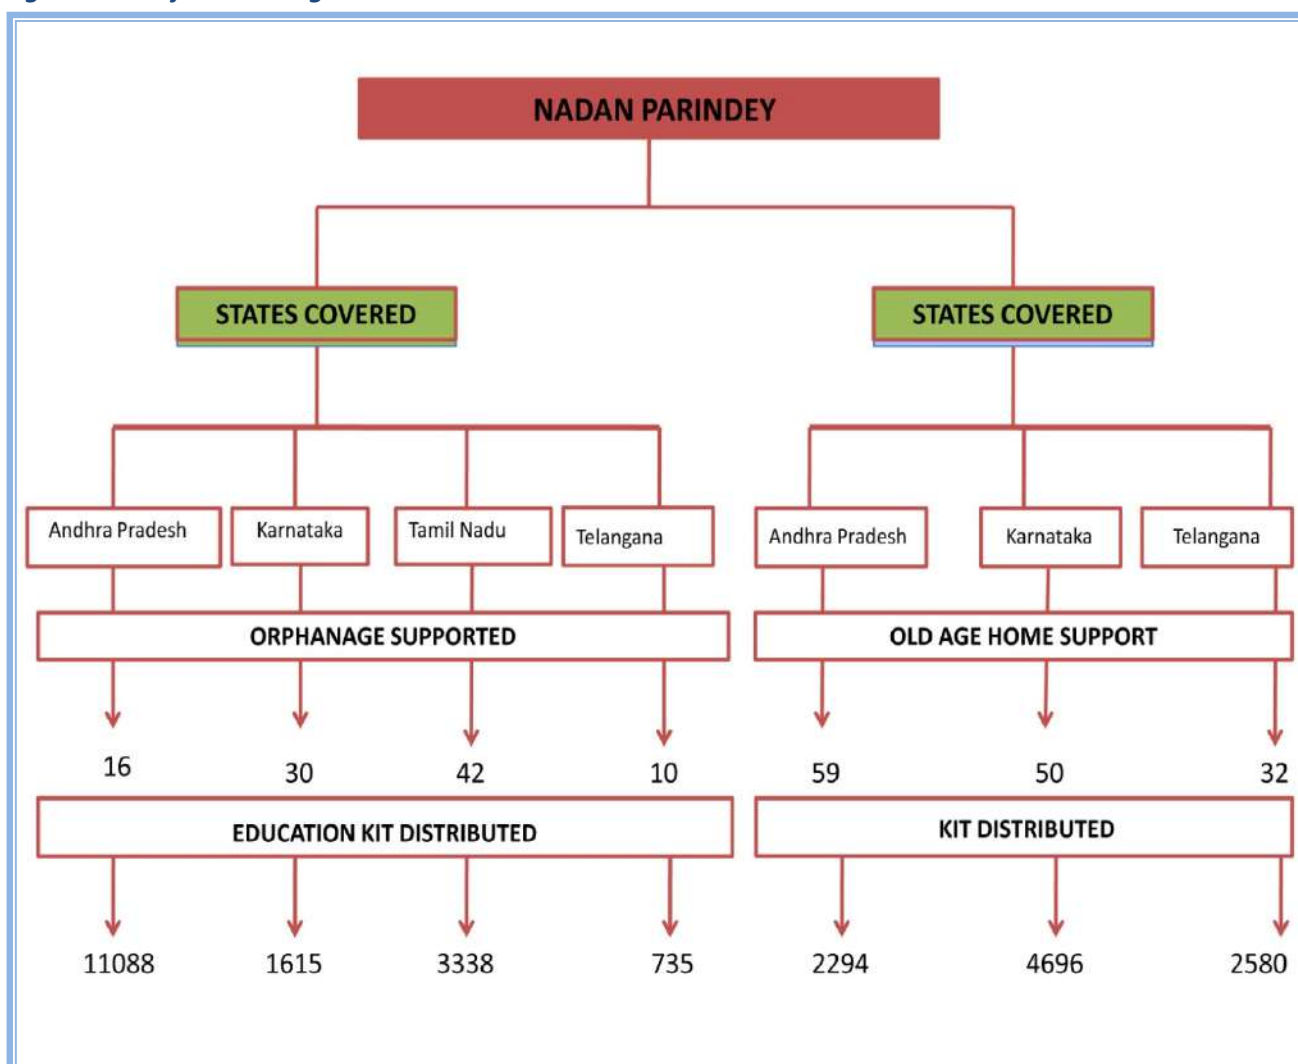 NADAN PARINDEY
STATES COVERED
STATES COVERED
Andhra Pradesh
Karnataka
Tamil Nadu
Telangana
Andhra Pradesh
Karnataka
Telangana
ORPHANAGE SUPPORTED
OLD AGE HOME SUPPORT
16
30
42
10
59
50
32
EDUCATION KIT DISTRIBUTED
KIT DISTRIBUTED
11088
1615
3338
735
2294
4696
2580